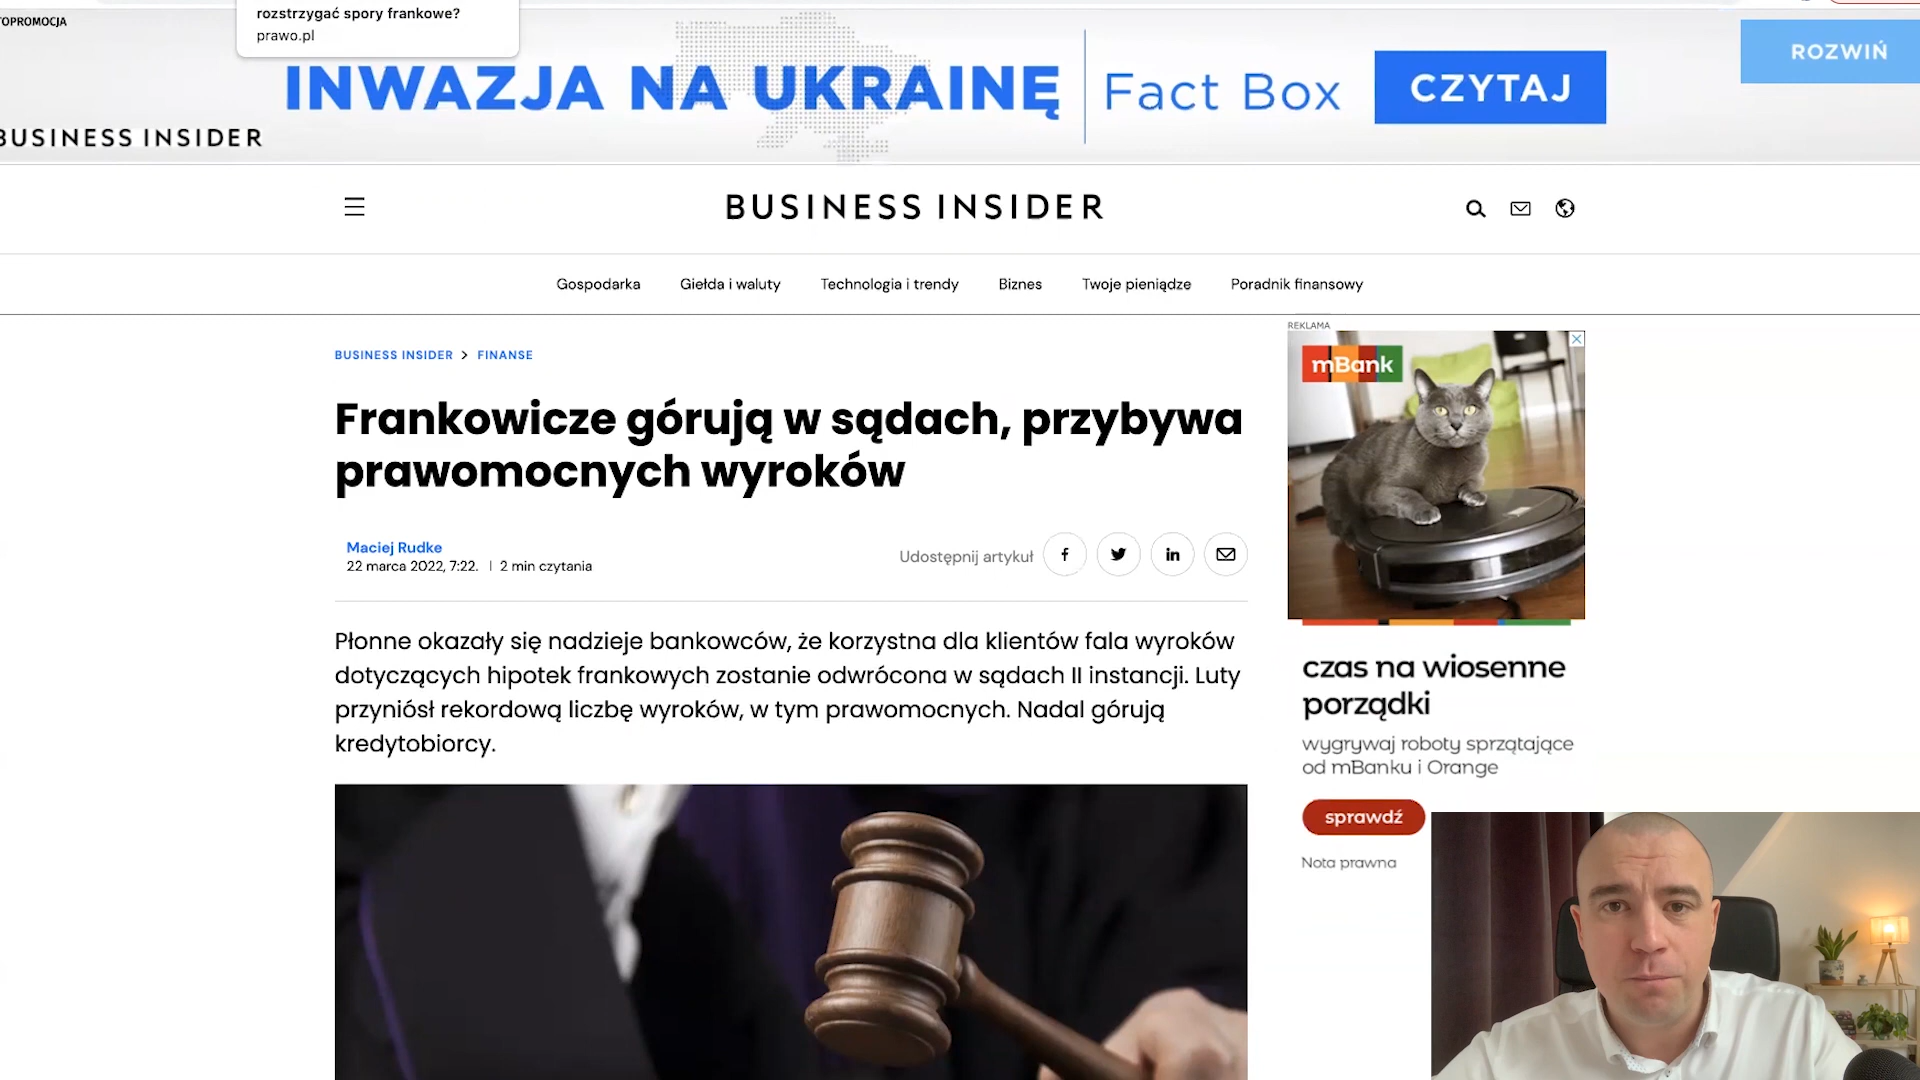 TOPROMOCJA
rozstrzygać spory frankowe?
prawo.pl
INWAZJA NA UKRAINĘ
Fact Box
CZYTAJ
ROZWIŃ
BUSINESS INSIDER
BUSINESS INSIDER
Gospodarka
Giełda i waluty
Technologia i trendy
Biznes
Twoje pieniądze
Poradnik finansowy
BUSINESS INSIDER > FINANSE
Frankowicze górują w sądach, przybywa
prawomocnych wyroków
Maciej Rudke
22 marca 2022, 7:22. | 2 min czytania
Udostępnij artykuł
Płonne okazały się nadzieje bankowców, że korzystna dla klientów fala wyroków
dotyczących hipotek frankowych zostanie odwrócona w sądach II instancji. Luty
przyniósł rekordową liczbę wyroków, w tym prawomocnych. Nadal górują
kredytobiorcy.
REKLAMA
mBank
czas na wiosenne
porządki
wygrywaj roboty sprzątające
od mBanku i Orange
sprawdź
Nota prawna